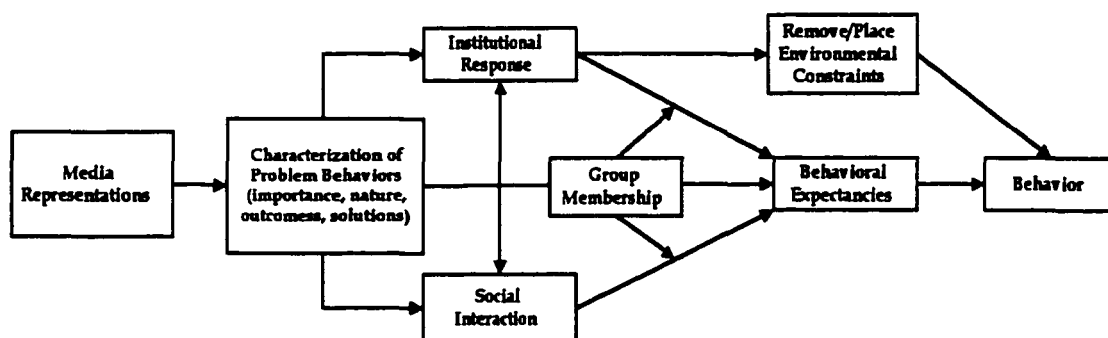 Media
Representations
Characterization of
Problem Behaviors
(importance, nature,
outcomess, solutions)
Institutional
Response
Social
Interaction
Group
Membership
Remove/Place
Environmental
Constraints
Behavioral
Expectancies
Behavior